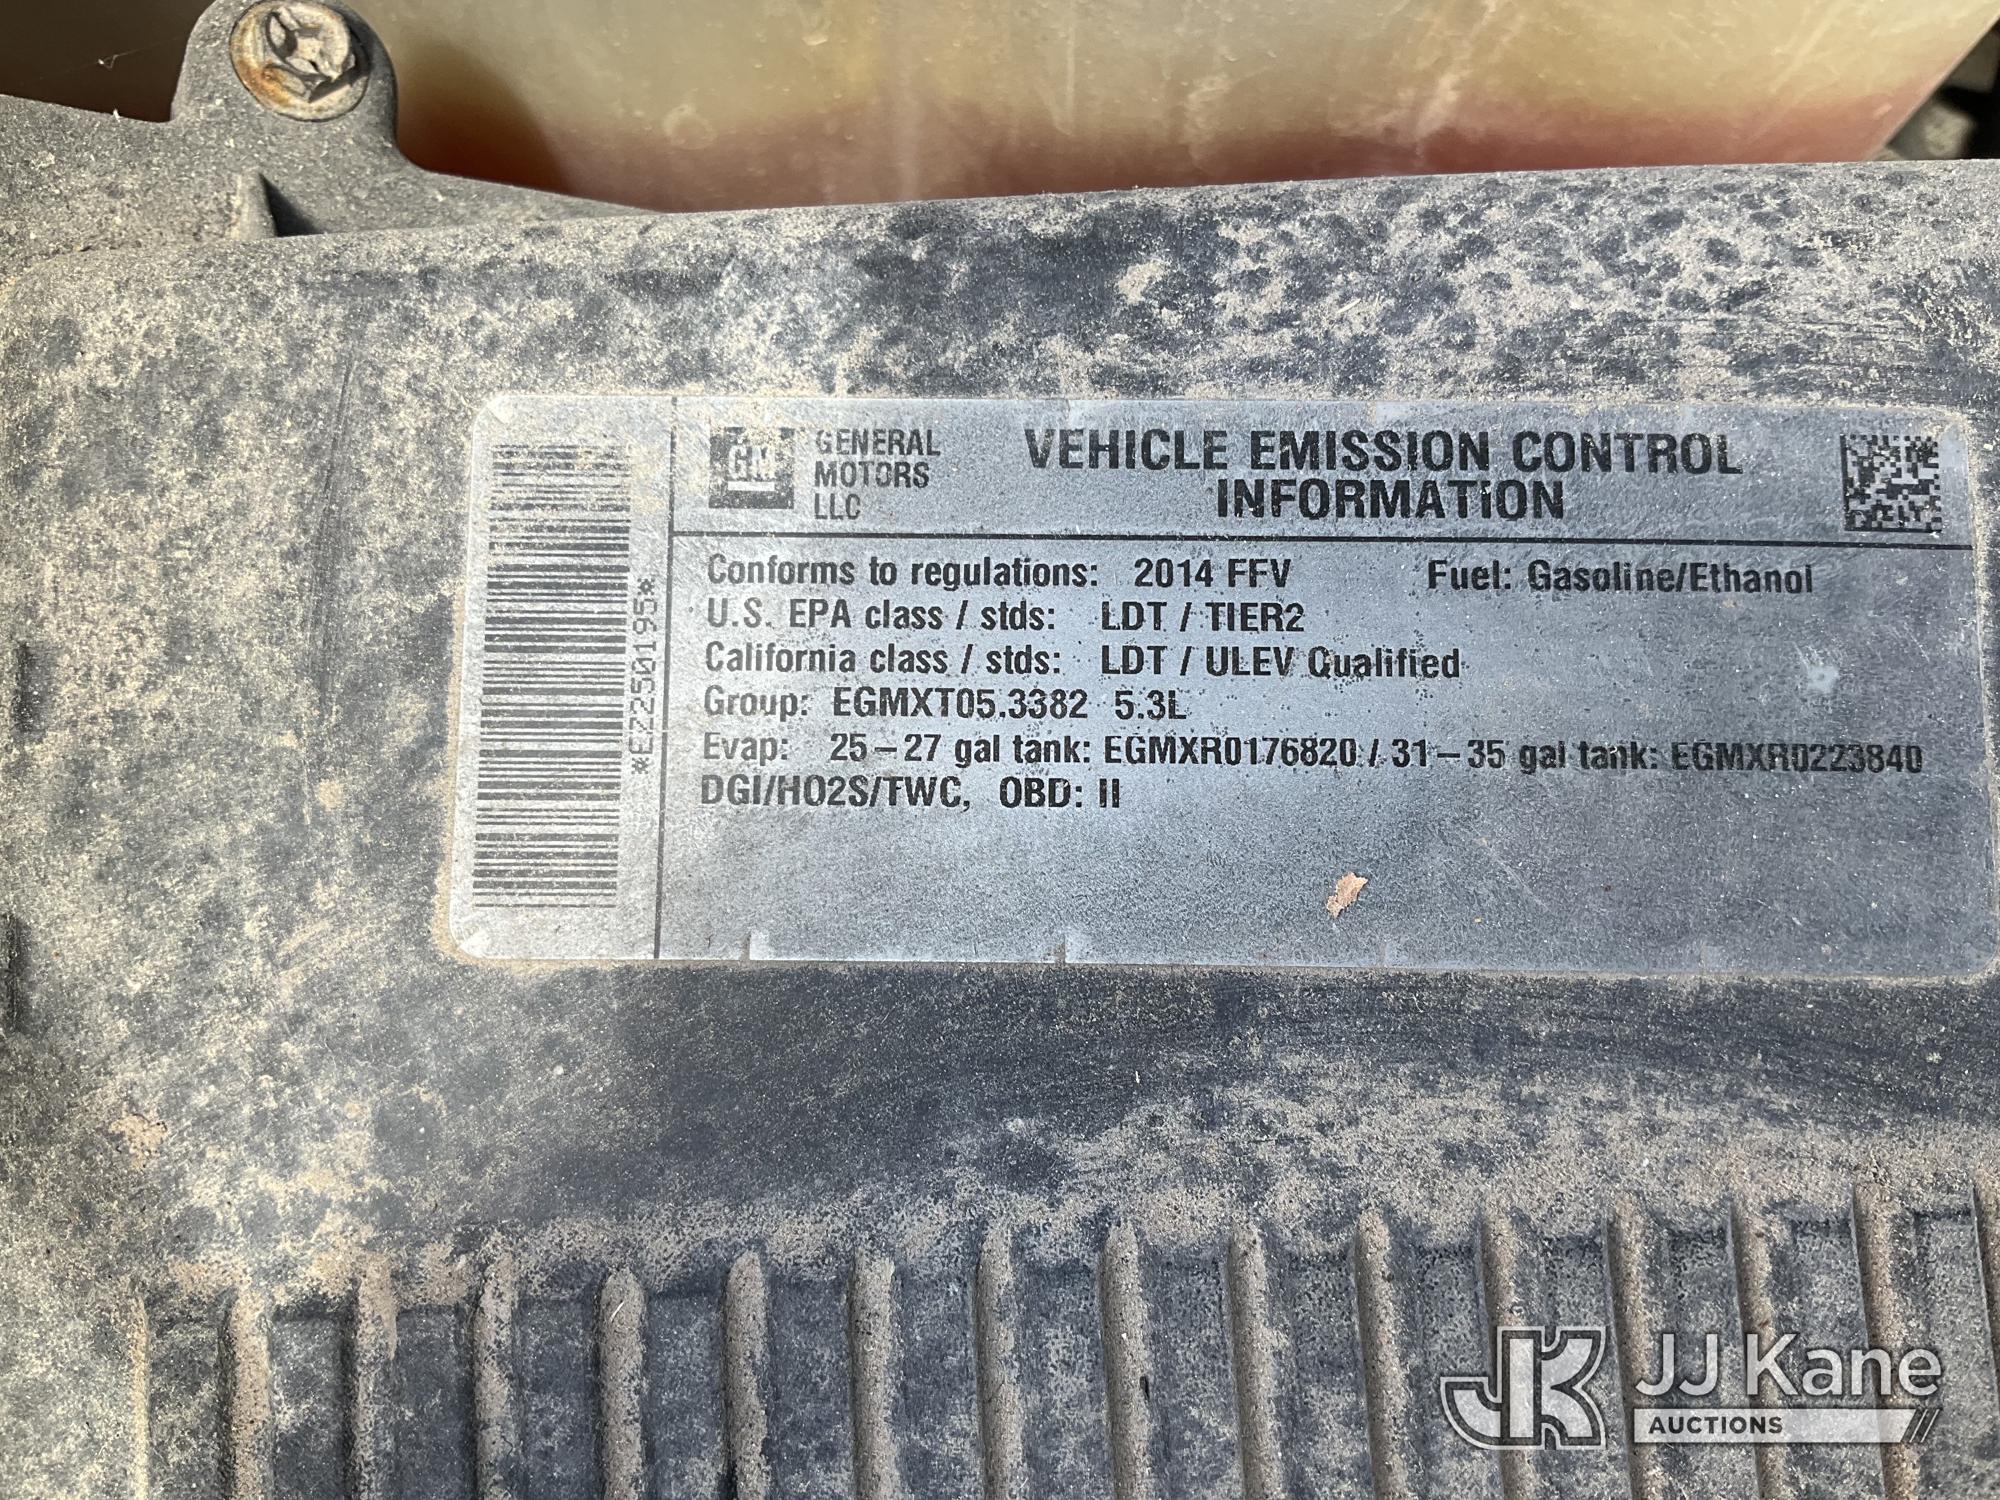 GM
GENERAL
MOTORS
LLC
VEHICLE EMISSION CONTROL
INFORMATION
Conforms to regulations: 2014 FFV Fuel: Gasoline/Ethanol
U.S. EPA class / stds: LDT / TIER2
California class / stds: LDT / ULEV Qualified
Group: EGMXT05.3382 5.3L
Evap: 25-27 gal tank: EGMXR0176820 / 31-35 gal tank: EGMXR0223840
DGI/HO2S/TWC, OBD: II
*EZ250195*
JK JJ Kane
AUCTIONS